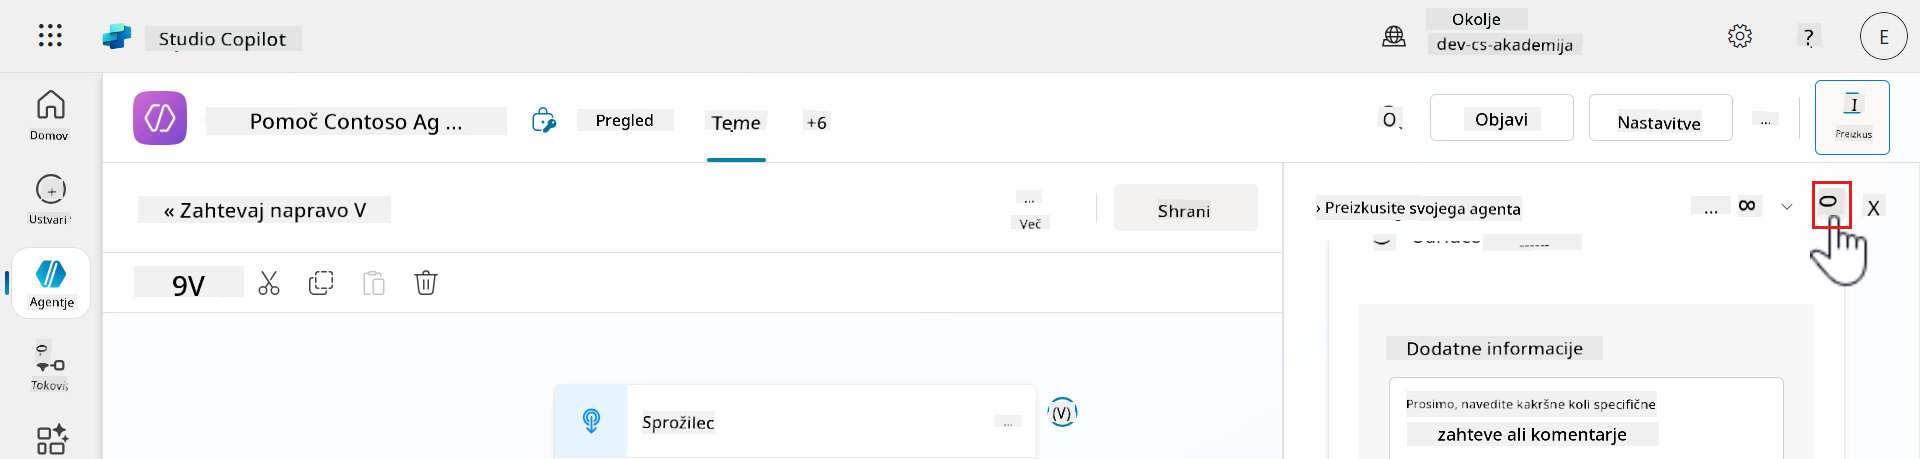 Studio Copilot
Okolje
dev-cs-akademija
?
E
Domov
Ustvari
Agentje
Tokovi
Pomoč Contoso Ag ...
Pregled
Teme
+6
Objavi
Nastavitve
...
Preizkus
« Zahtevaj napravo V
...
Več
Shrani
› Preizkusite svojega agenta
...
X
9V
Dodatne informacije
Prosimo, navedite kakršne koli specifične
zahteve ali komentarje
Sprožilec
...
(V)